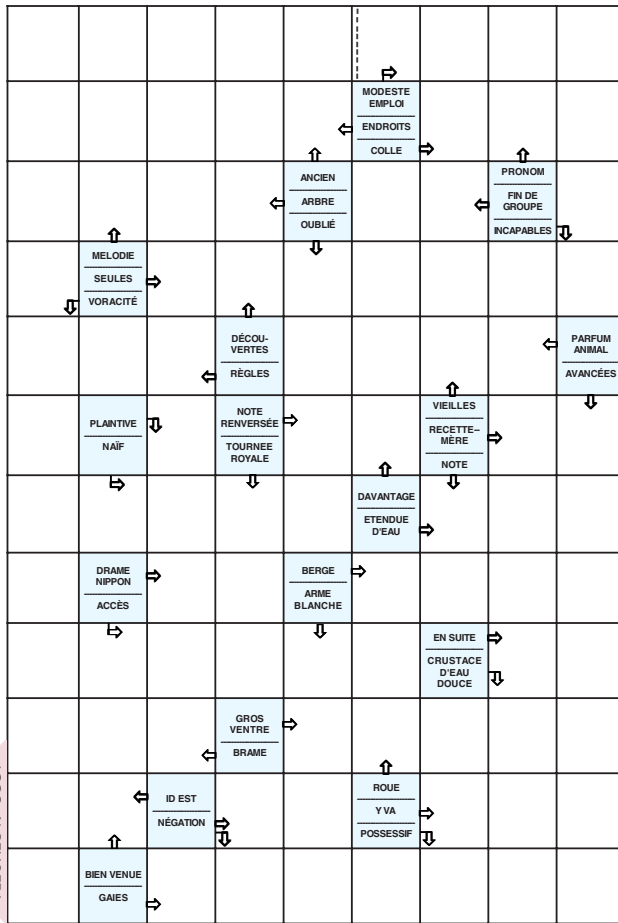 MODESTE
EMPLOI
ENDROITS
COLLE
ANCIEN
ARBRE
OUBLIÉ
PRONOM
FIN DE
GROUPE
INCAPABLES
MELODIE
SEULES
VORACITÉ
DÉCOU-
VERTES
RÈGLES
PARFUM
ANIMAL
AVANCÉES
PLAINTIVE
NAÏF
NOTE
RENVERSÉE
TOURNEE
ROYALE
VIEILLES
RECETTE–
MÈRE
NOTE
DAVANTAGE
ETENDUE
D'EAU
DRAME
NIPPON
ACCÈS
BERGE
ARME
BLANCHE
EN SUITE
CRUSTACE
D'EAU
DOUCE
GROS
VENTRE
BRAME
ID EST
NÉGATION
ROUE
Y VA
POSSESSIF
BIEN VENUE
GAIES